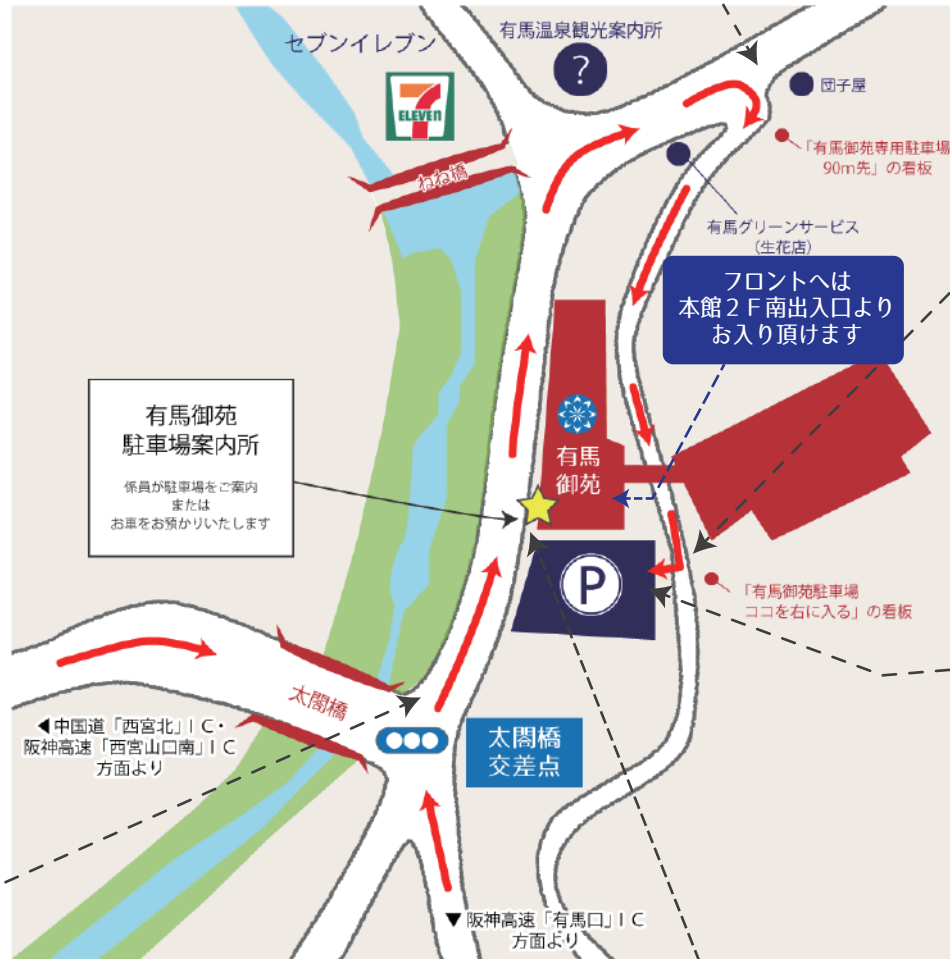 セブンイレブン
有馬温泉観光案内所
?
7
ELEVEN
団子屋
ねね橋
「有馬御苑専用駐車場
90m先」の看板
有馬グリーンサービス
(生花店)
フロントへは
本館2F南出入口より
お入り頂けます
有馬御苑
駐車場案内所
係員が駐車場をご案内
または
お車をお預かりいたします
有馬
御苑
P
「有馬御苑駐車場
ココを右に入る」の看板
太閤橋
◀中国道「西宮北」IC・
阪神高速「西宮山口南」IC
方面より
太閤橋
交差点
▼阪神高速「有馬口」IC
方面より